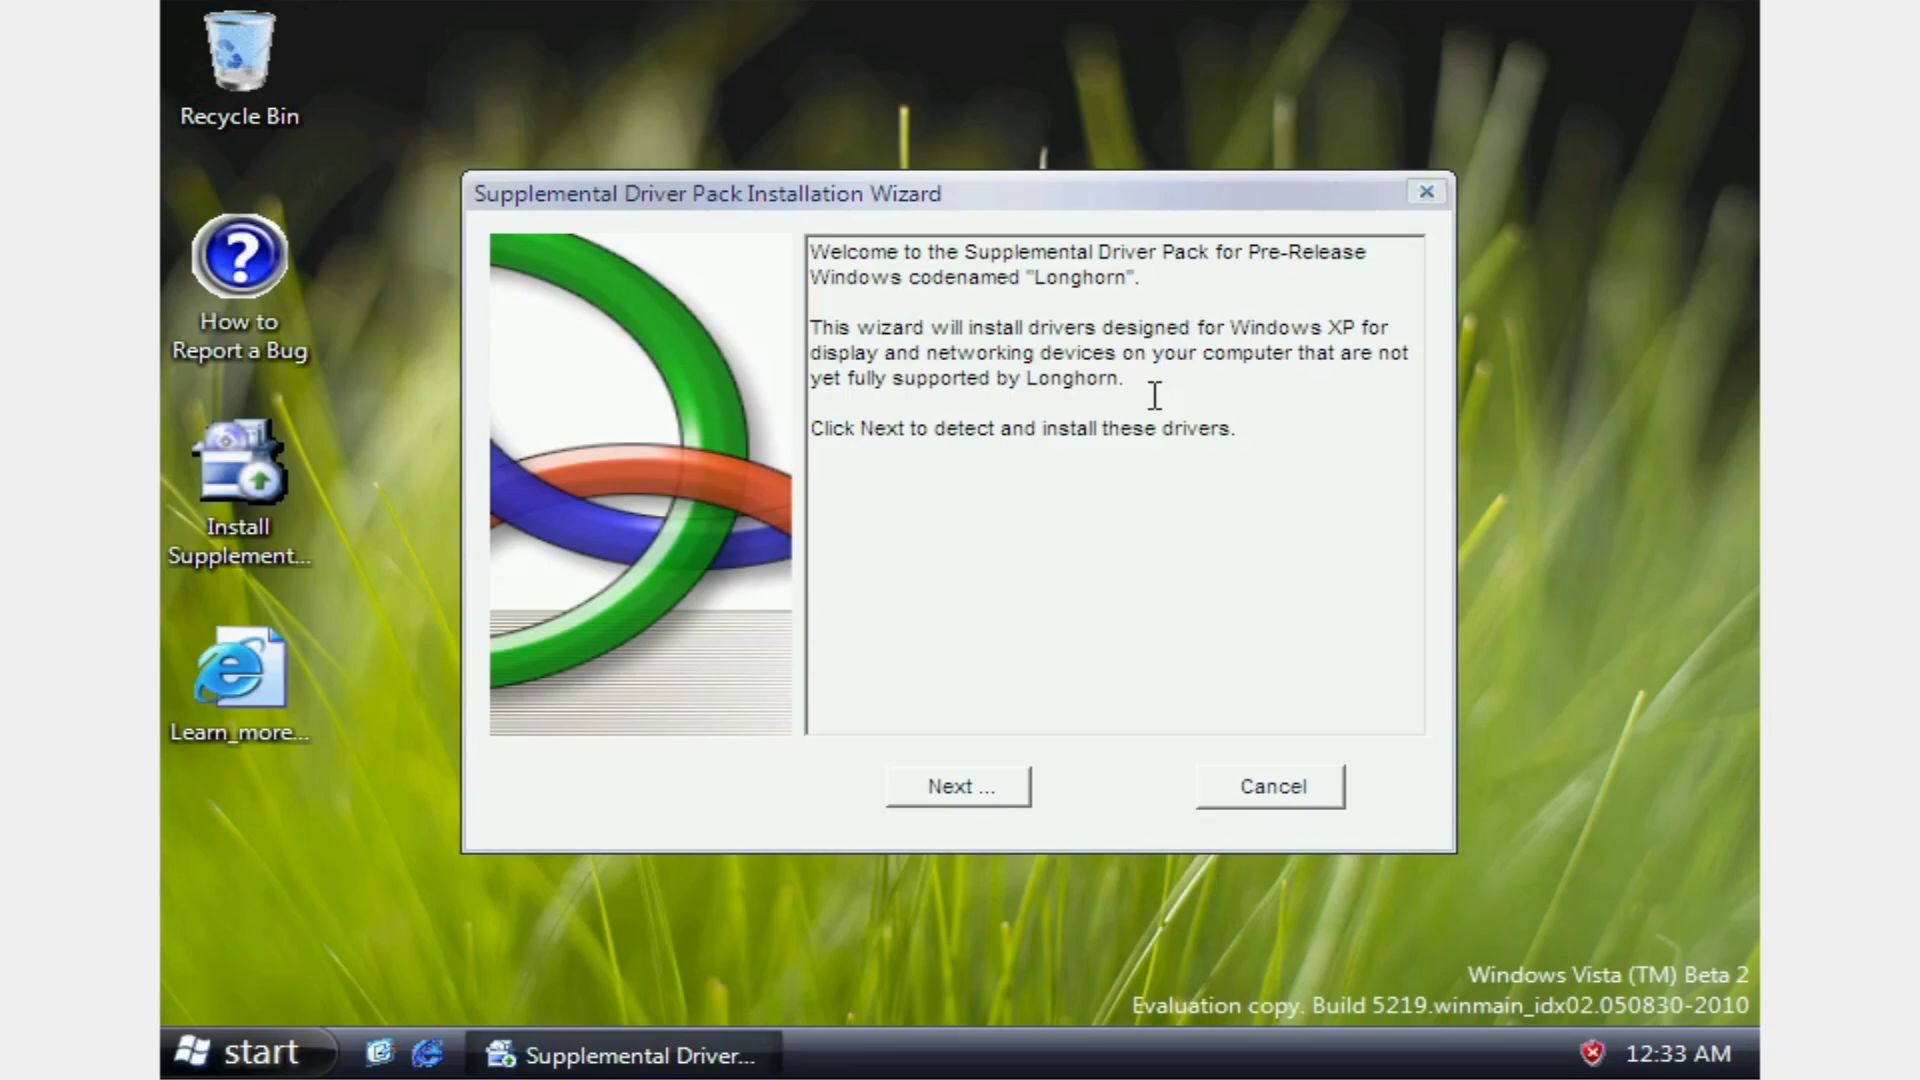 Recycle Bin
How to
Report a Bug
Install
Supplement...
Learn_more...
Supplemental Driver Pack Installation Wizard
Welcome to the Supplemental Driver Pack for Pre-Release
Windows codenamed "Longhorn".
This wizard will install drivers designed for Windows XP for
display and networking devices on your computer that are not
yet fully supported by Longhorn.
Click Next to detect and install these drivers.
Next ...
Cancel
Windows Vista (TM) Beta 2
Evaluation copy. Build 5219.winmain_idx02.050830-2010
start
Supplemental Driver...
12:33 AM